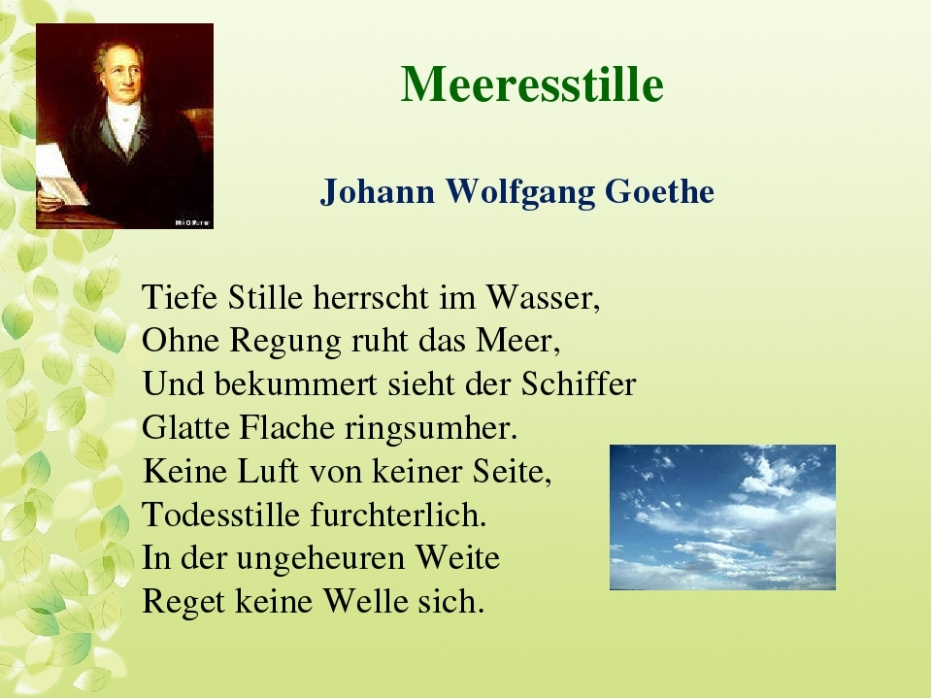 Meeresstille
Johann Wolfgang Goethe
Tiefe Stille herrscht im Wasser,
Ohne Regung ruht das Meer,
Und bekummert sieht der Schiffer
Glatte Flache ringsumher.
Keine Luft von keiner Seite,
Todesstille furchterlich.
In der ungeheuren Weite
Reget keine Welle sich.